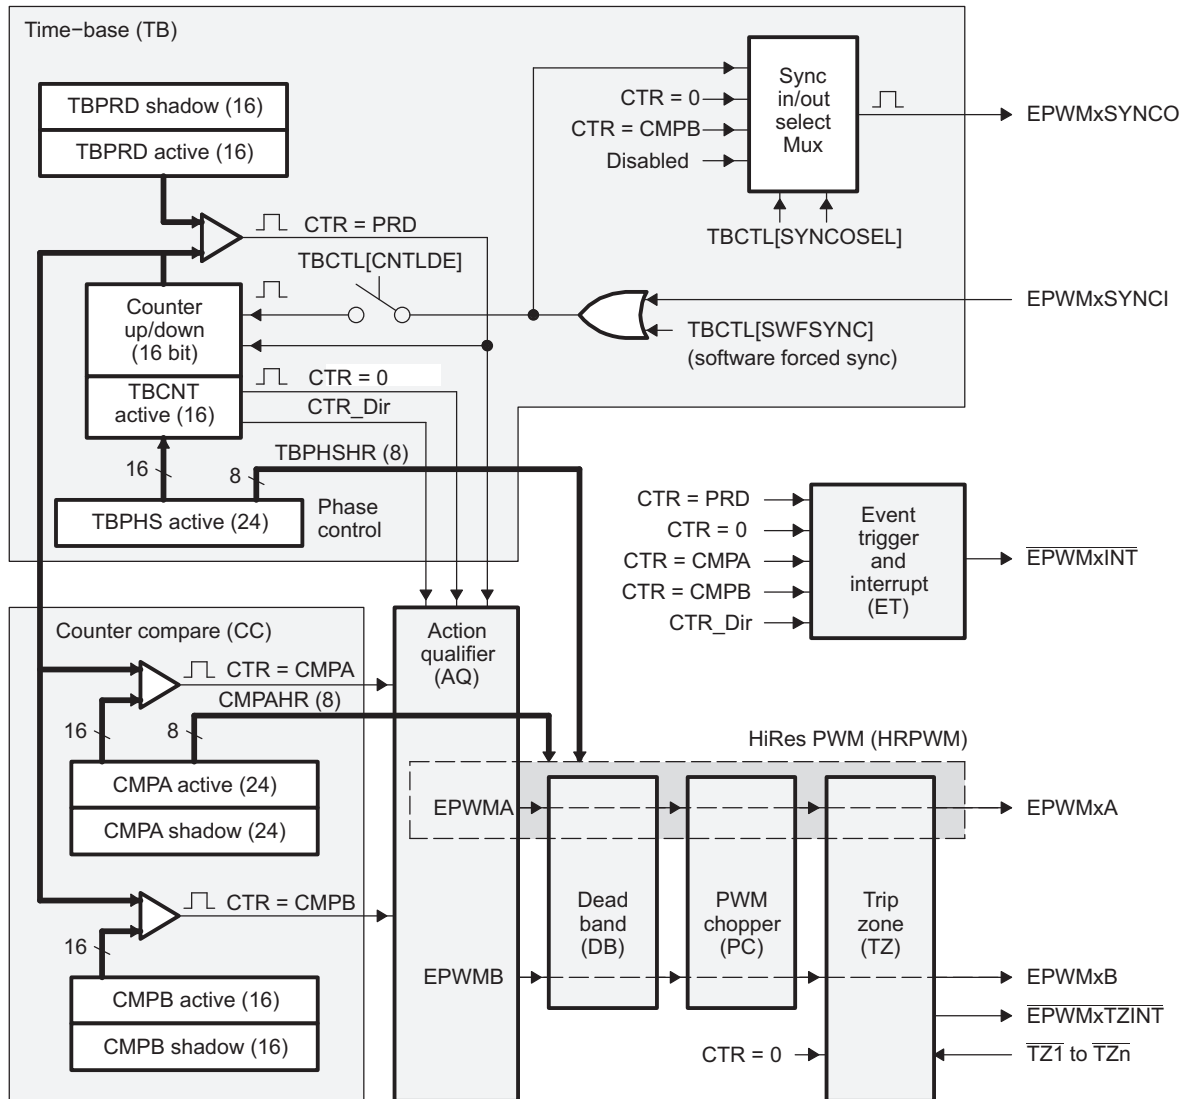 Time−base (TB)
TBPRD shadow (16)
TBPRD active (16)
CTR = PRD
TBCTL[CNTLDE]
Counter
up/down
(16 bit)
TBCNT
active (16)
CTR = 0
CTR_Dir
16
8
TBPHSHR (8)
TBPHS active (24)
Phase
control
CTR = 0
CTR = CMPB
Disabled
Sync
in/out
select
Mux
TBCTL[SYNCOSEL]
EPWMxSYNCO
EPWMxSYNCI
TBCTL[SWFSYNC]
(software forced sync)
CTR = PRD
CTR = 0
CTR = CMPA
CTR = CMPB
CTR_Dir
Event
trigger
and
interrupt
(ET)
EPWMxINT
Counter compare (CC)
CTR = CMPA
CMPAHR (8)
16
8
CMPA active (24)
CMPA shadow (24)
CTR = CMPB
16
CMPB active (16)
CMPB shadow (16)
Action
qualifier
(AQ)
HiRes PWM (HRPWM)
EPWMA
EPWMB
Dead
band
(DB)
PWM
chopper
(PC)
Trip
zone
(TZ)
CTR = 0
EPWMxA
EPWMxB
EPWMxTZINT
TZ1 to TZn